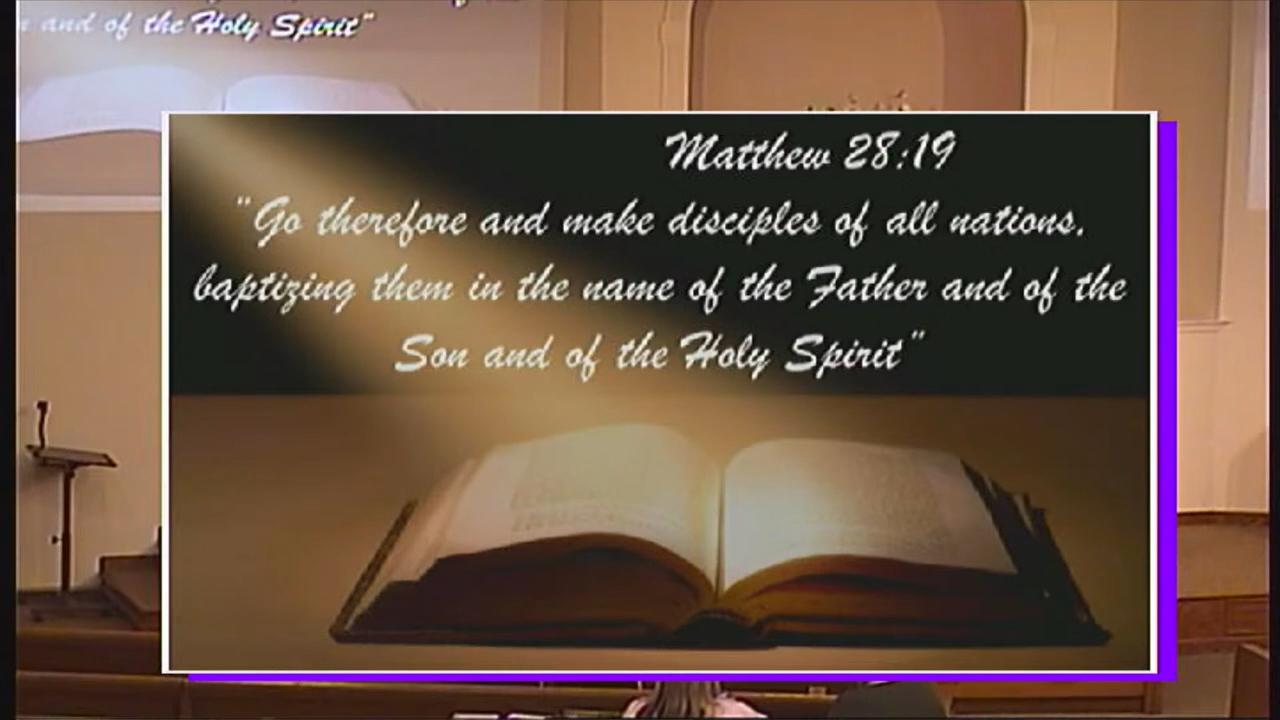 and of the Holy Spirit"
Matthew 28:19
"Go therefore and make disciples of all nations,
baptizing them in the name of the Father and of the
Son and of the Holy Spirit"